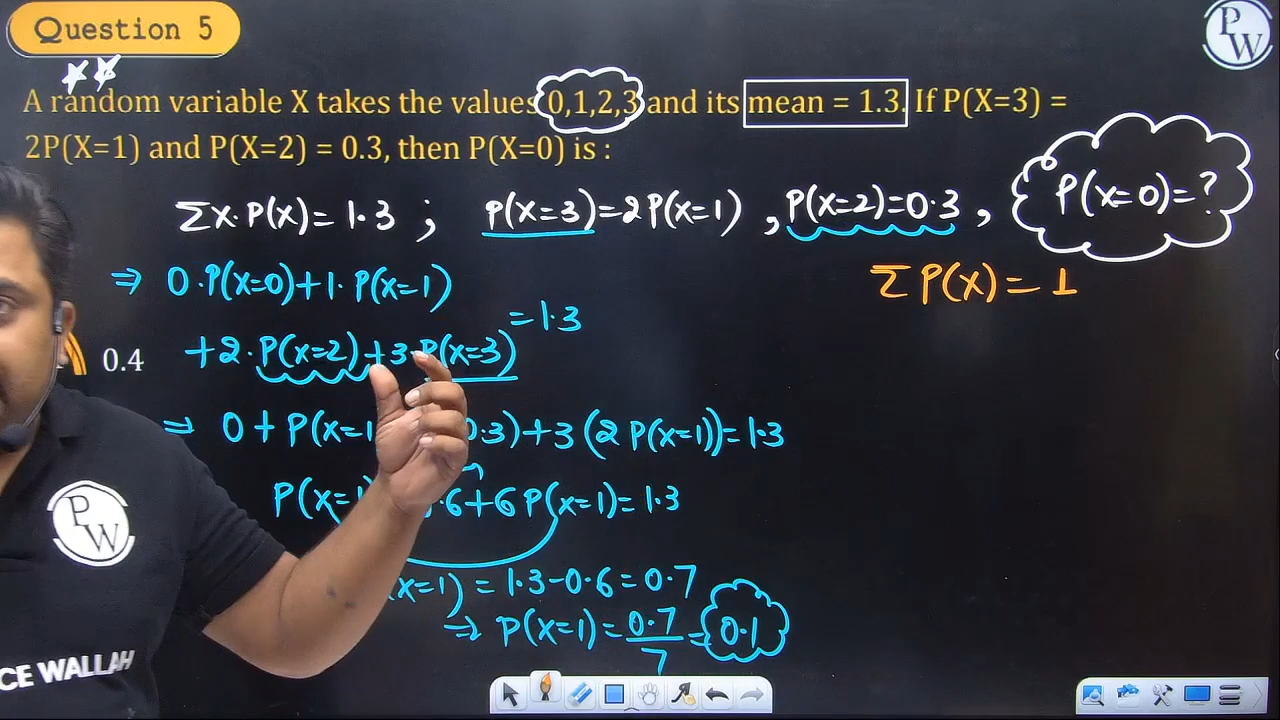 Question 5
PW
A random variable X takes the values 0,1,2,3 and its mean = 1.3. If P(X=3) =
2P(X=1) and P(X=2) = 0.3, then P(X=0) is :
Σx·P(x)=1.3 ; P(x=3)=2P(x=1) , P(x=2)=0.3 , P(x=0)=?
ΣP(x)=1
⇒ 0·P(x=0)+1·P(x=1)
+2·P(x=2)+3·P(x=3) =1.3
0.4
⇒ 0+P(x=1 0.3)+3(2P(x=1))=1.3
P(x=1 .6+6P(x=1)=1.3
(x=1)=1.3-0.6=0.7
⇒ P(x=1)=0.7/7=0.1
PW
CE WALLAH